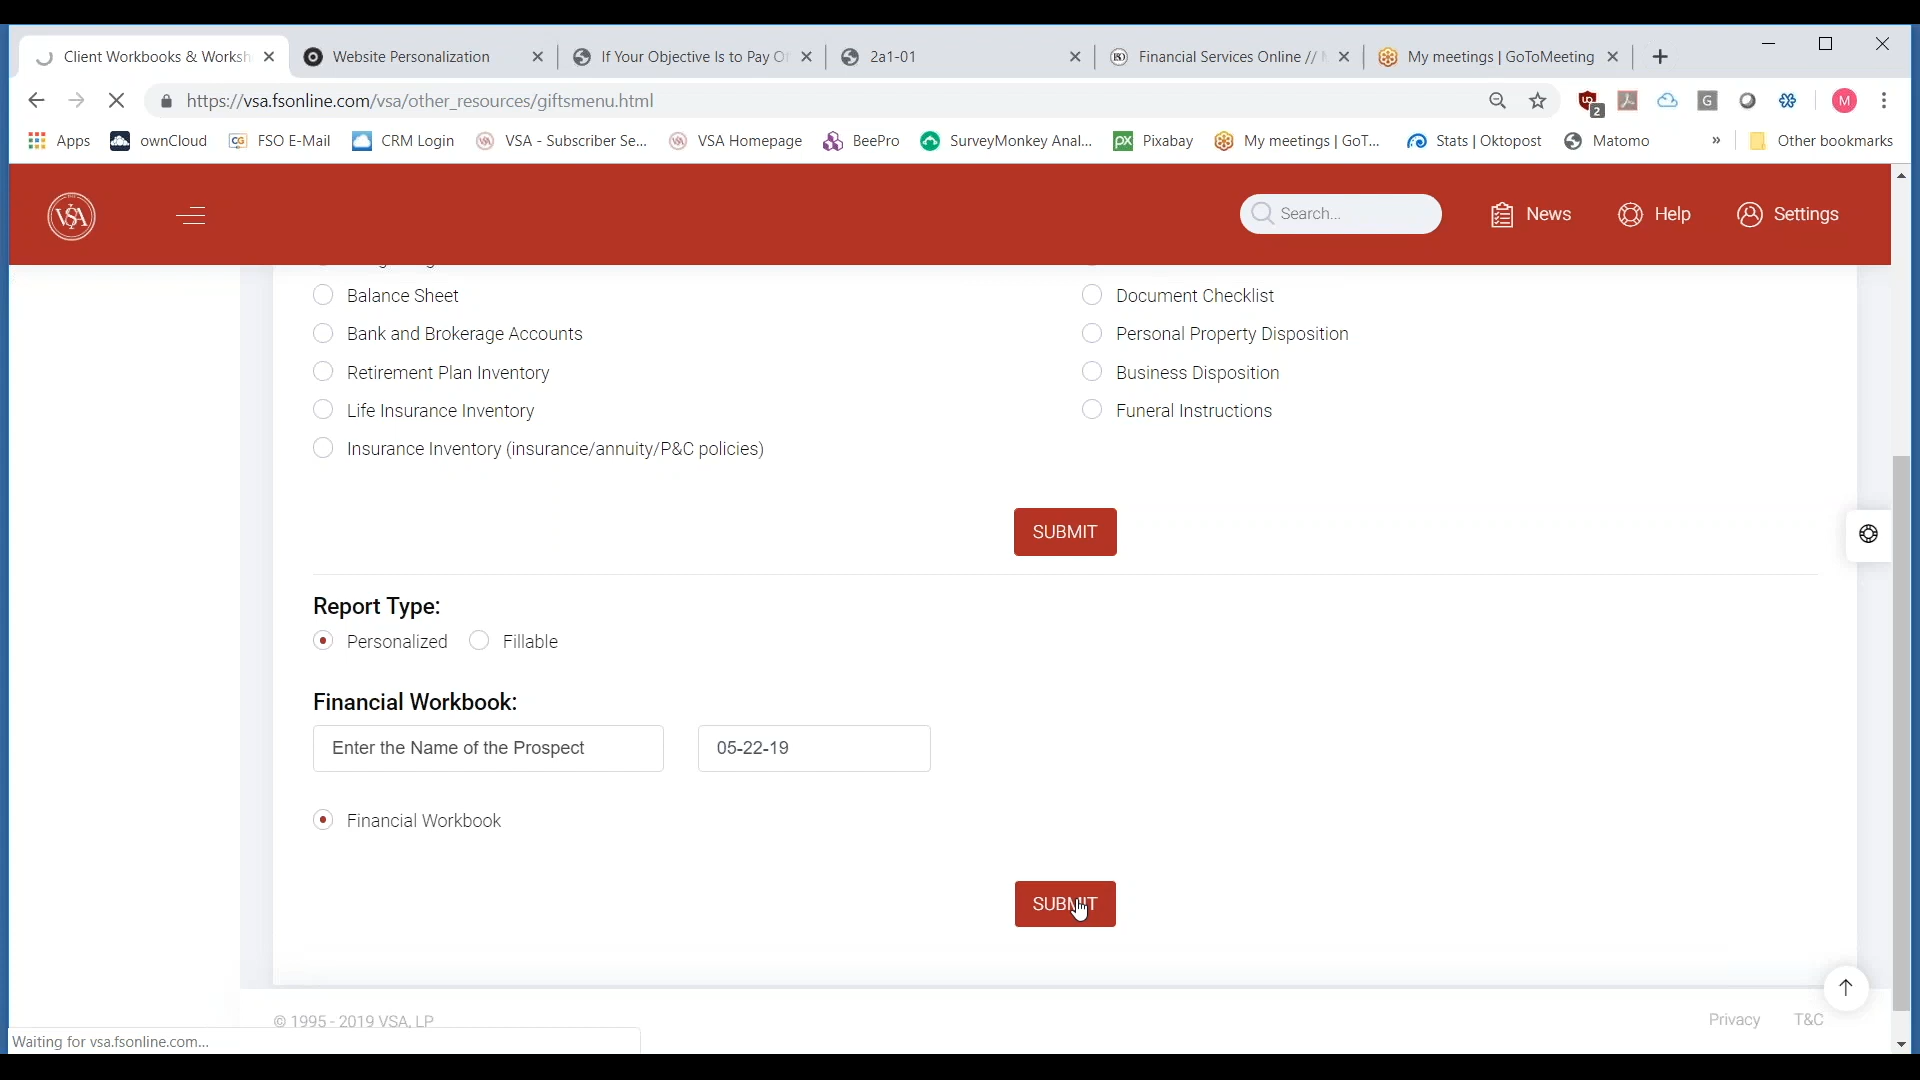 Client Workbooks & Worksh
Website Personalization
If Your Objective Is to Pay Of
2a1-01
Financial Services Online //
My meetings | GoToMeeting
https://vsa.fsonline.com/vsa/other_resources/giftsmenu.html
2
G
M
Apps
ownCloud
CG
FSO E-Mail
CRM Login
VSA - Subscriber Se...
VSA Homepage
BeePro
SurveyMonkey Anal...
px
Pixabay
My meetings | GoT...
Stats | Oktopost
Matomo
»
Other bookmarks
VSA
Search...
News
Help
Settings
Balance Sheet
Document Checklist
Bank and Brokerage Accounts
Personal Property Disposition
Retirement Plan Inventory
Business Disposition
Life Insurance Inventory
Funeral Instructions
Insurance Inventory (insurance/annuity/P&C policies)
SUBMIT
Report Type:
Personalized
Fillable
Financial Workbook:
Enter the Name of the Prospect
05-22-19
Financial Workbook
SUBMIT
© 1995 - 2019 VSA, LP
Privacy
T&C
Waiting for vsa.fsonline.com...